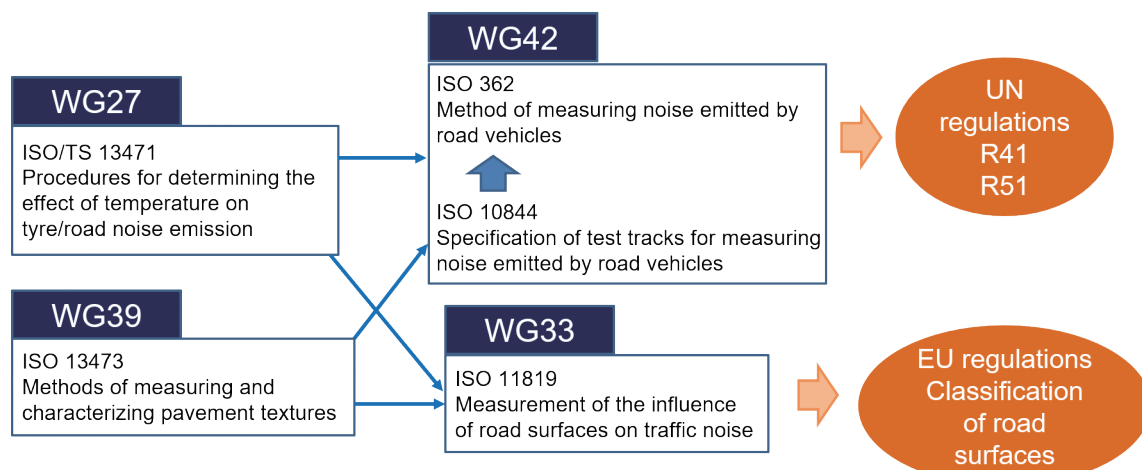 WG27
ISO/TS 13471
Procedures for determining the
effect of temperature on
tyre/road noise emission
WG39
ISO 13473
Methods of measuring and
characterizing pavement textures
WG42
ISO 362
Method of measuring noise emitted by
road vehicles
ISO 10844
Specification of test tracks for measuring
noise emitted by road vehicles
WG33
ISO 11819
Measurement of the influence
of road surfaces on traffic noise
UN
regulations
R41
R51
EU regulations
Classification
of road
surfaces